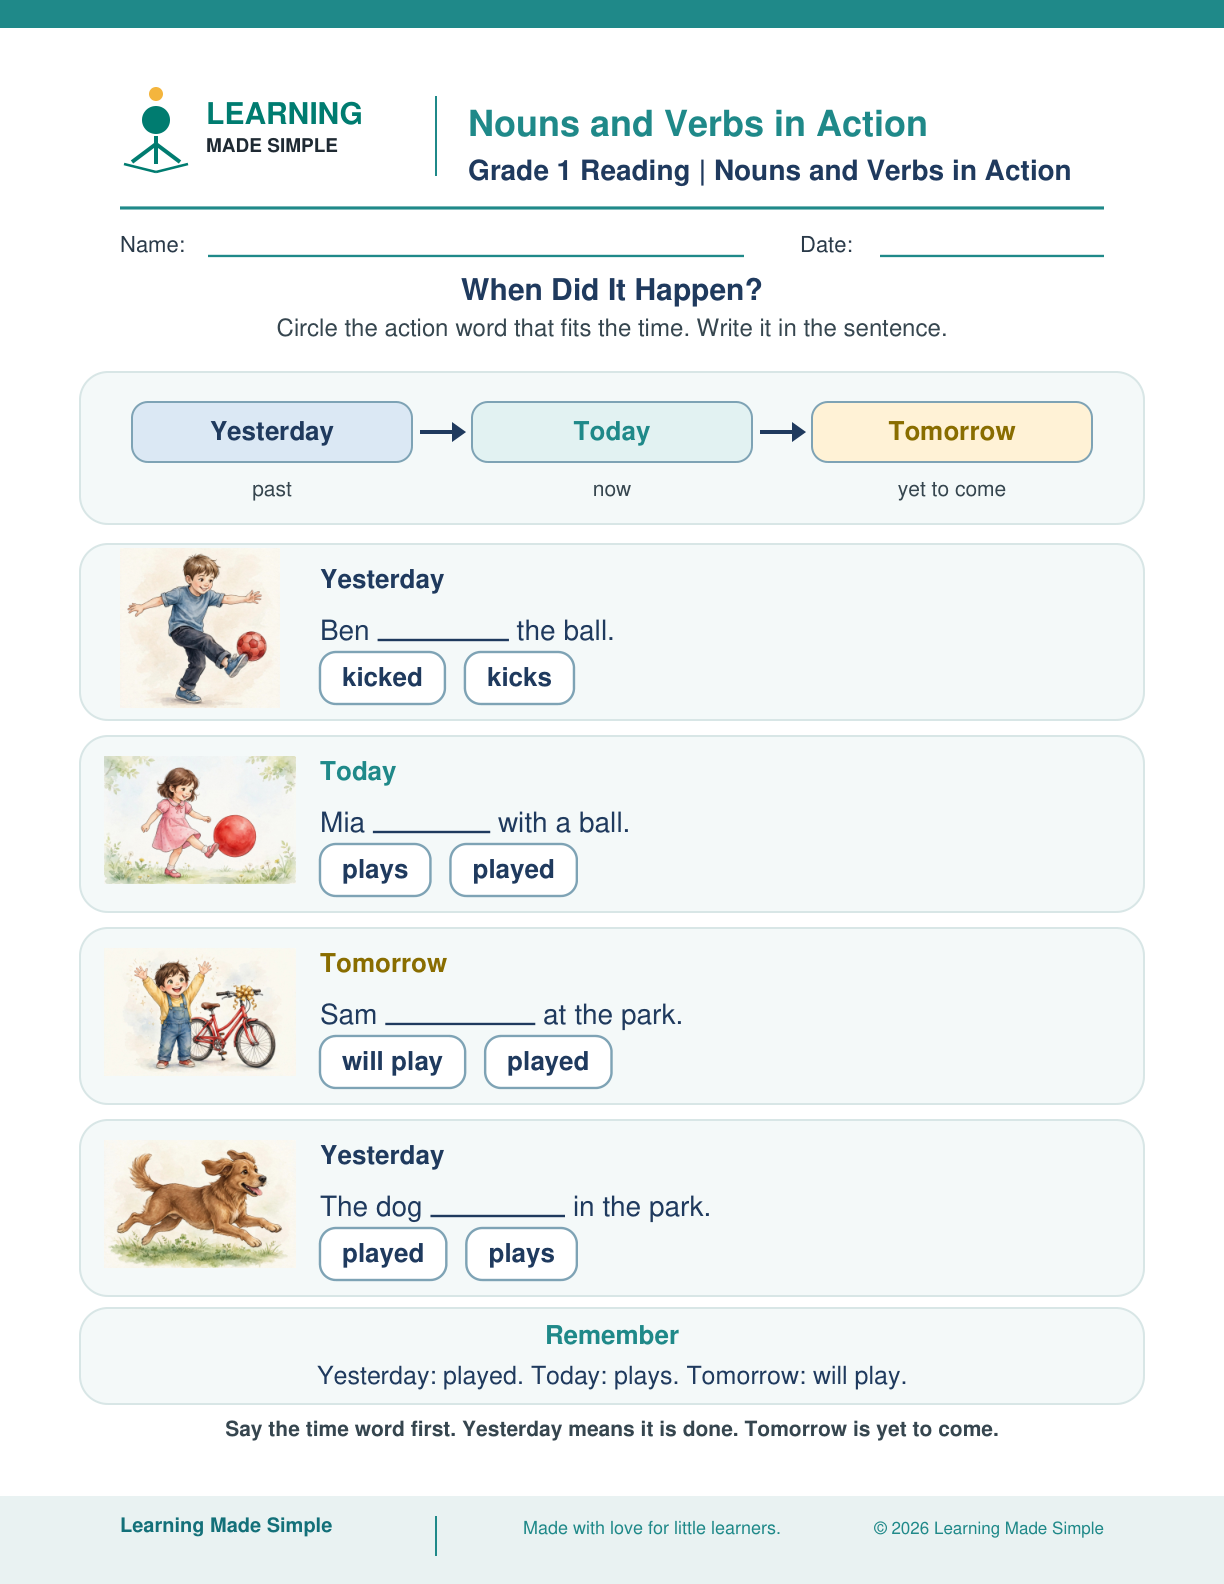 LEARNING
MADE SIMPLE
Nouns and Verbs in Action
Grade 1 Reading | Nouns and Verbs in Action
Name:
Date:
When Did It Happen?
Circle the action word that fits the time. Write it in the sentence.
Yesterday
Today
Tomorrow
past
now
yet to come
Yesterday
Ben _________ the ball.
kicked kicks
Today
Mia ________ with a ball.
plays played
Tomorrow
Sam __________ at the park.
will play played
Yesterday
The dog _________ in the park.
played plays
Remember
Yesterday: played. Today: plays. Tomorrow: will play.
Say the time word first. Yesterday means it is done. Tomorrow is yet to come.
Learning Made Simple
Made with love for little learners.
© 2026 Learning Made Simple